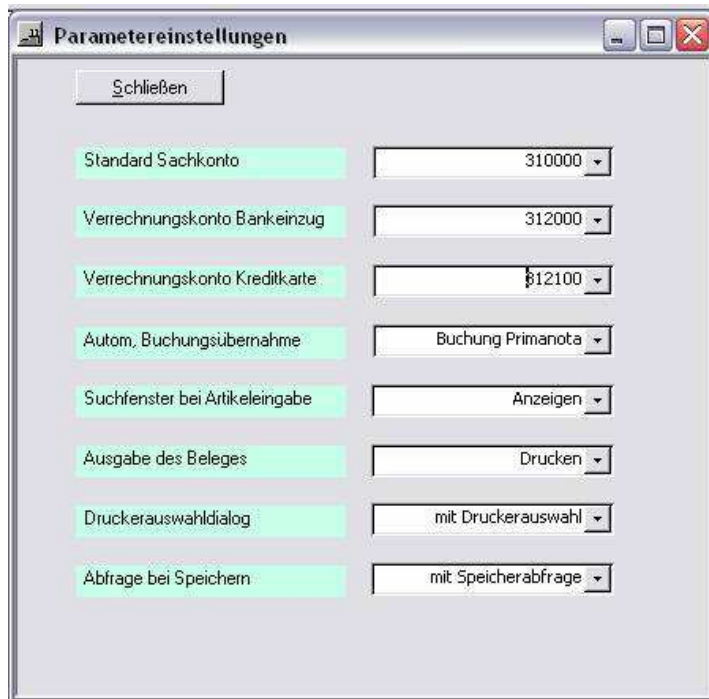 Parametereinstellungen
Schließen
Standard Sachkonto 310000
Verrechnungskonto Bankeinzug 312000
Verrechnungskonto Kreditkarte 312100
Autom, Buchungsübernahme Buchung Primanota
Suchfenster bei Artikeleingabe Anzeigen
Ausgabe des Beleges Drucken
Druckerauswahldialog mit Druckerauswahl
Abfrage bei Speichern mit Speicherabfrage